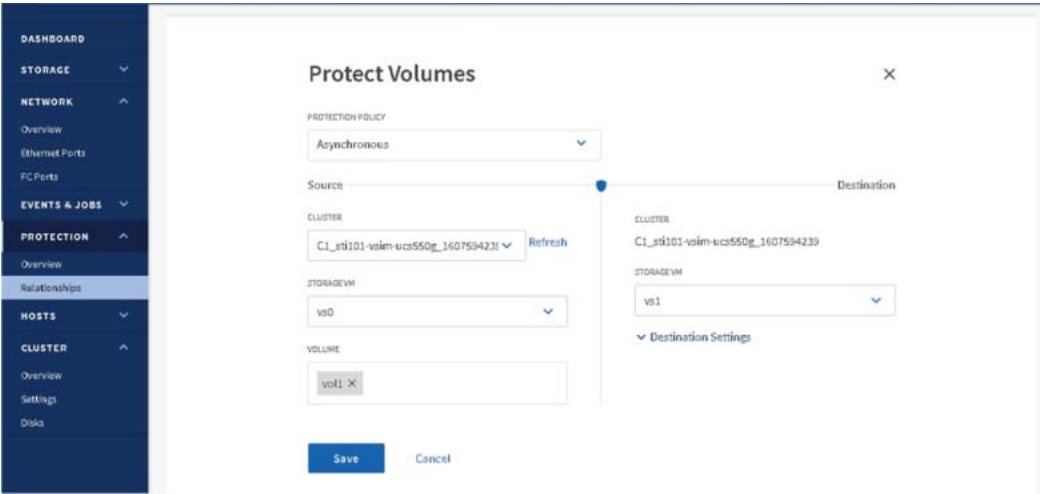 DASHBOARD
STORAGE
NETWORK
Overview
Ethernet Ports
FC Ports
EVENTS & JOBS
PROTECTION
Overview
Relationships
HOSTS
CLUSTER
Overview
Settings
Disks
Protect Volumes
PROTECTION POLICY
Asynchronous
Source
Destination
CLUSTER
C1_sti101-vsim-ucs550g_1607594239
Refresh
STORAGE VM
vs0
VOLUME
vol1
CLUSTER
C1_sti101-vsim-ucs550g_1607594239
STORAGE VM
vs1
Destination Settings
Save
Cancel